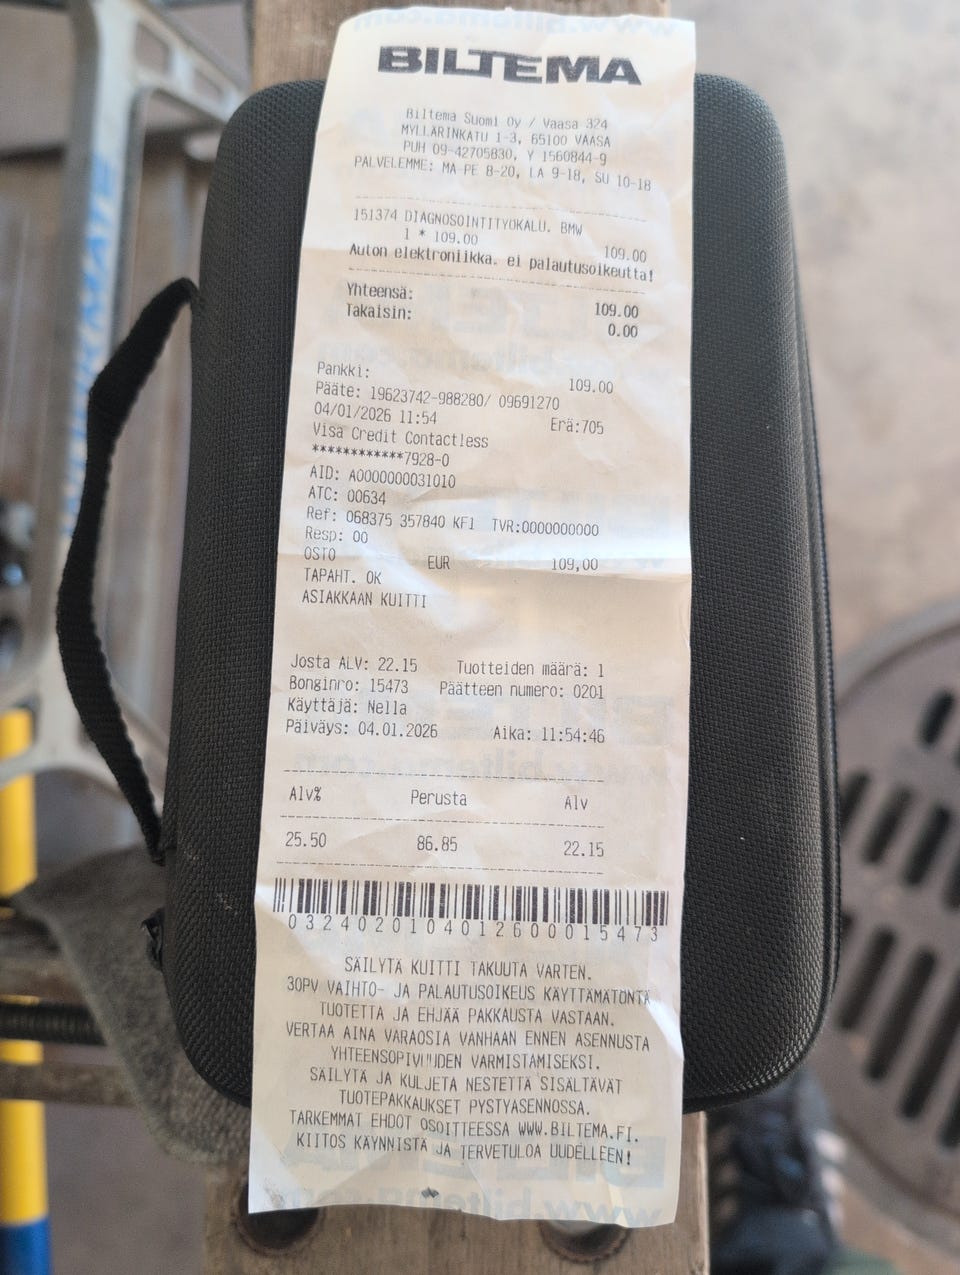 BILTEMA
Biltema Suomi Oy / Vaasa 324
MYLLÄRINKATU 1-3, 65100 VAASA
PUH 09-42705830, Y 1560844-9
PALVELEMME: MA PE 8-20, LA 9-18, SU 10-18
151374 DIAGNOSOINTITYÖKALU. BMW
1 * 109.00 109.00
Auton elektroniikka. ei palautusoikeutta!
Yhteensä: 109.00
Takaisin: 0.00
Pankki: 109.00
Pääte: 19623742-988280/ 09691270
04/01/2026 11:54 Erä:705
Visa Credit Contactless
************7928-0
AID: A0000000031010
ATC: 00634
Ref: 068375 357840 KF1 TVR:0000000000
Resp: 00
OSTO EUR 109,00
TAPAHT. OK
ASIAKKAAN KUITTI
Josta ALV: 22.15 Tuotteiden määrä: 1
Bonginro: 15473 Päätteen numero: 0201
Käyttäjä: Nella
Päiväys: 04.01.2026 Aika: 11:54:46
Alv% Perusta Alv
25.50 86.85 22.15
0324020104012600015473
SÄILYTÄ KUITTI TAKUUTA VARTEN.
30PV VAIHTO- JA PALAUTUSOIKEUS KÄYTTÄMÄTÖNTÄ
TUOTETTA JA EHJÄÄ PAKKAUSTA VASTAAN.
VERTAA AINA VARAOSIA VANHAAN ENNEN ASENNUSTA
YHTEENSOPIVUUDEN VARMISTAMISEKSI.
SÄILYTÄ JA KULJETA NESTETTÄ SISÄLTÄVÄT
TUOTEPAKKAUKSET PYSTYASENNOSSA.
TARKEMMAT EHDOT OSOITTEESSA WWW.BILTEMA.FI.
KIITOS KÄYNNISTÄ JA TERVETULOA UUDELLEEN!